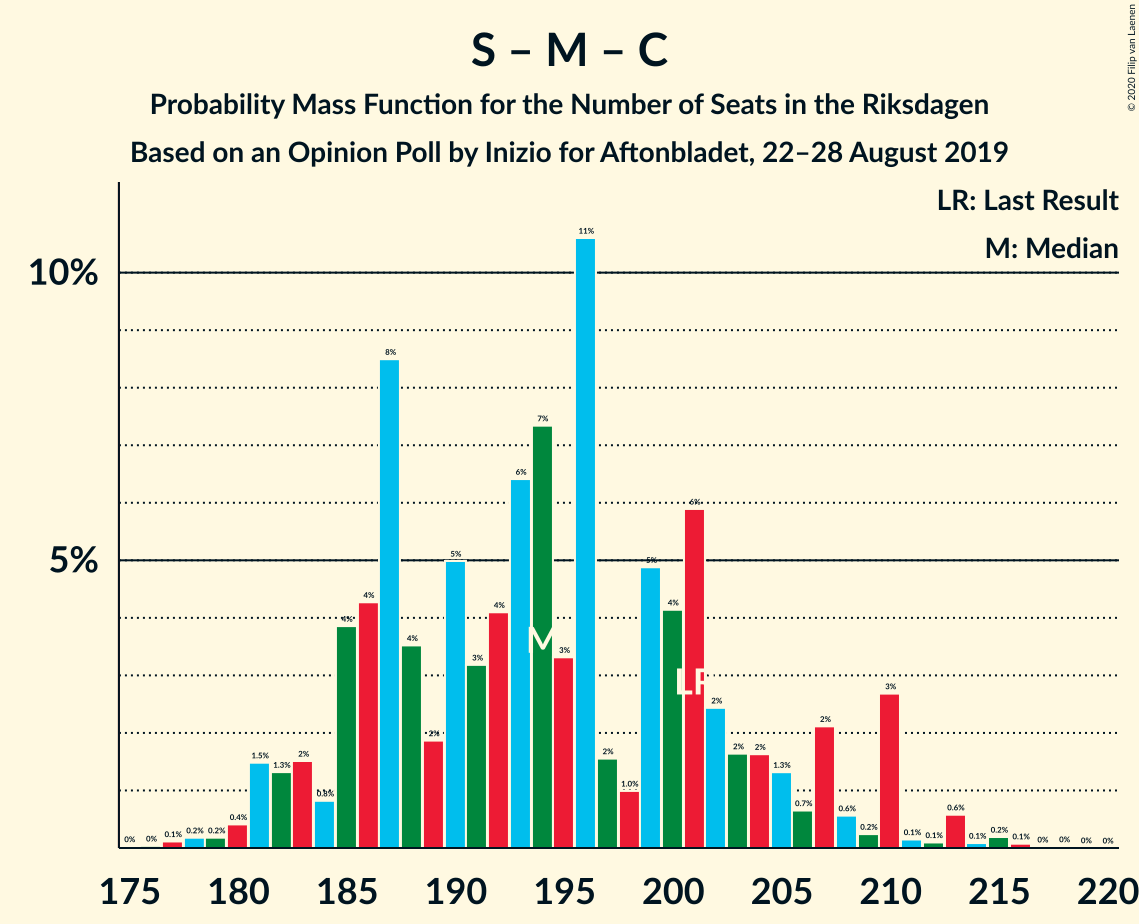 S – M – C
Probability Mass Function for the Number of Seats in the Riksdagen
Based on an Opinion Poll by Inizio for Aftonbladet, 22–28 August 2019
© 2020 Filip van Laenen
LR: Last Result
M: Median
10%
5%
0% 0% 0.1% 0.2% 0.2% 0.4% 1.5% 1.3% 2% 0.8% 4% 4% 8% 4% 2% 5% 3% 4% 6% 7% 3% 11% 2% 1.0% 5% 4% 6% 2% 2% 2% 1.3% 0.7% 2% 0.6% 0.2% 3% 0.1% 0.1% 0.6% 0.1% 0.2% 0.1% 0% 0% 0% 0%
M
LR
175 180 185 190 195 200 205 210 215 220